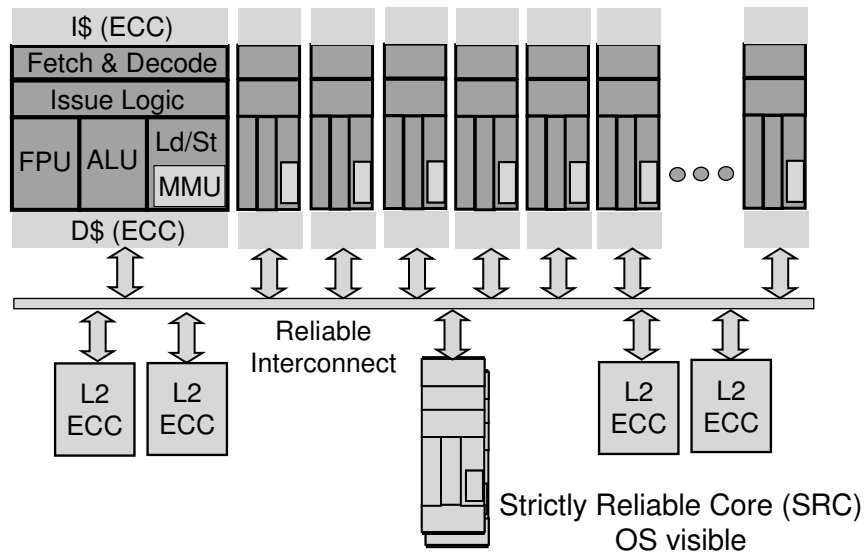 I$ (ECC)
Fetch & Decode
Issue Logic
FPU
ALU
Ld/St
MMU
D$ (ECC)
Reliable
Interconnect
L2
ECC
L2
ECC
L2
ECC
L2
ECC
Strictly Reliable Core (SRC)
OS visible